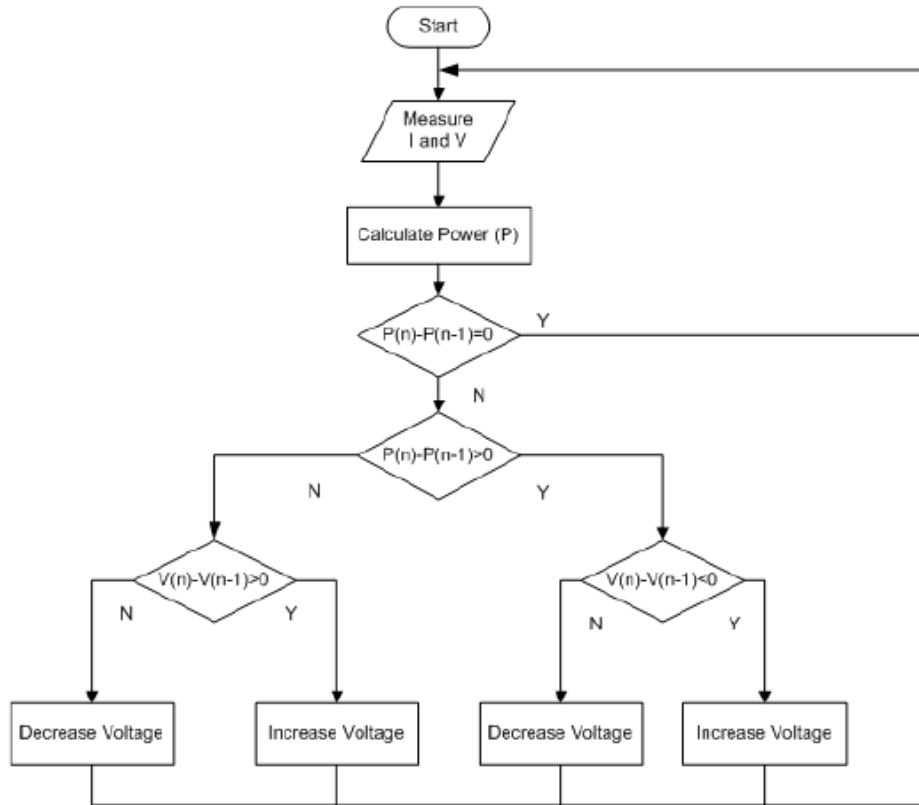 Start
Measure
I and V
Calculate Power (P)
P(n)-P(n-1)=0
Y
N
P(n)-P(n-1)>0
N
Y
V(n)-V(n-1)>0
N
Y
V(n)-V(n-1)<0
N
Y
Decrease Voltage
Increase Voltage
Decrease Voltage
Increase Voltage